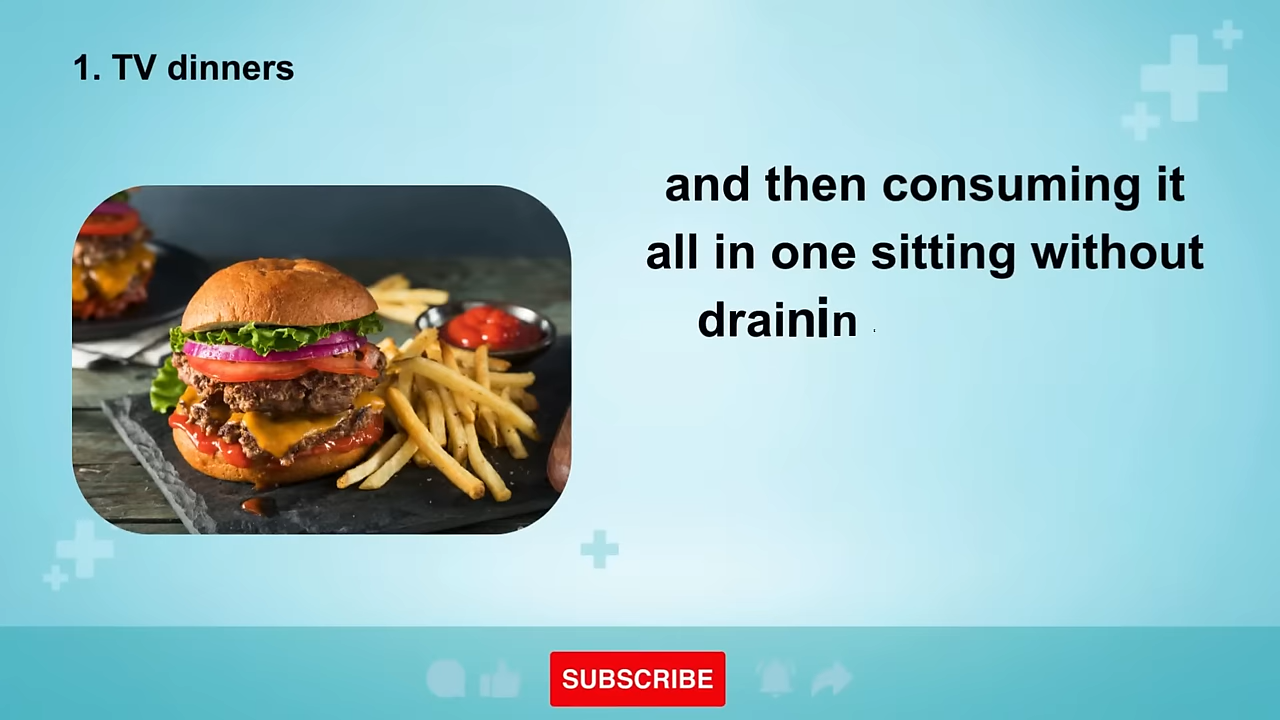 1. TV dinners
and then consuming it
all in one sitting without
drainin
SUBSCRIBE